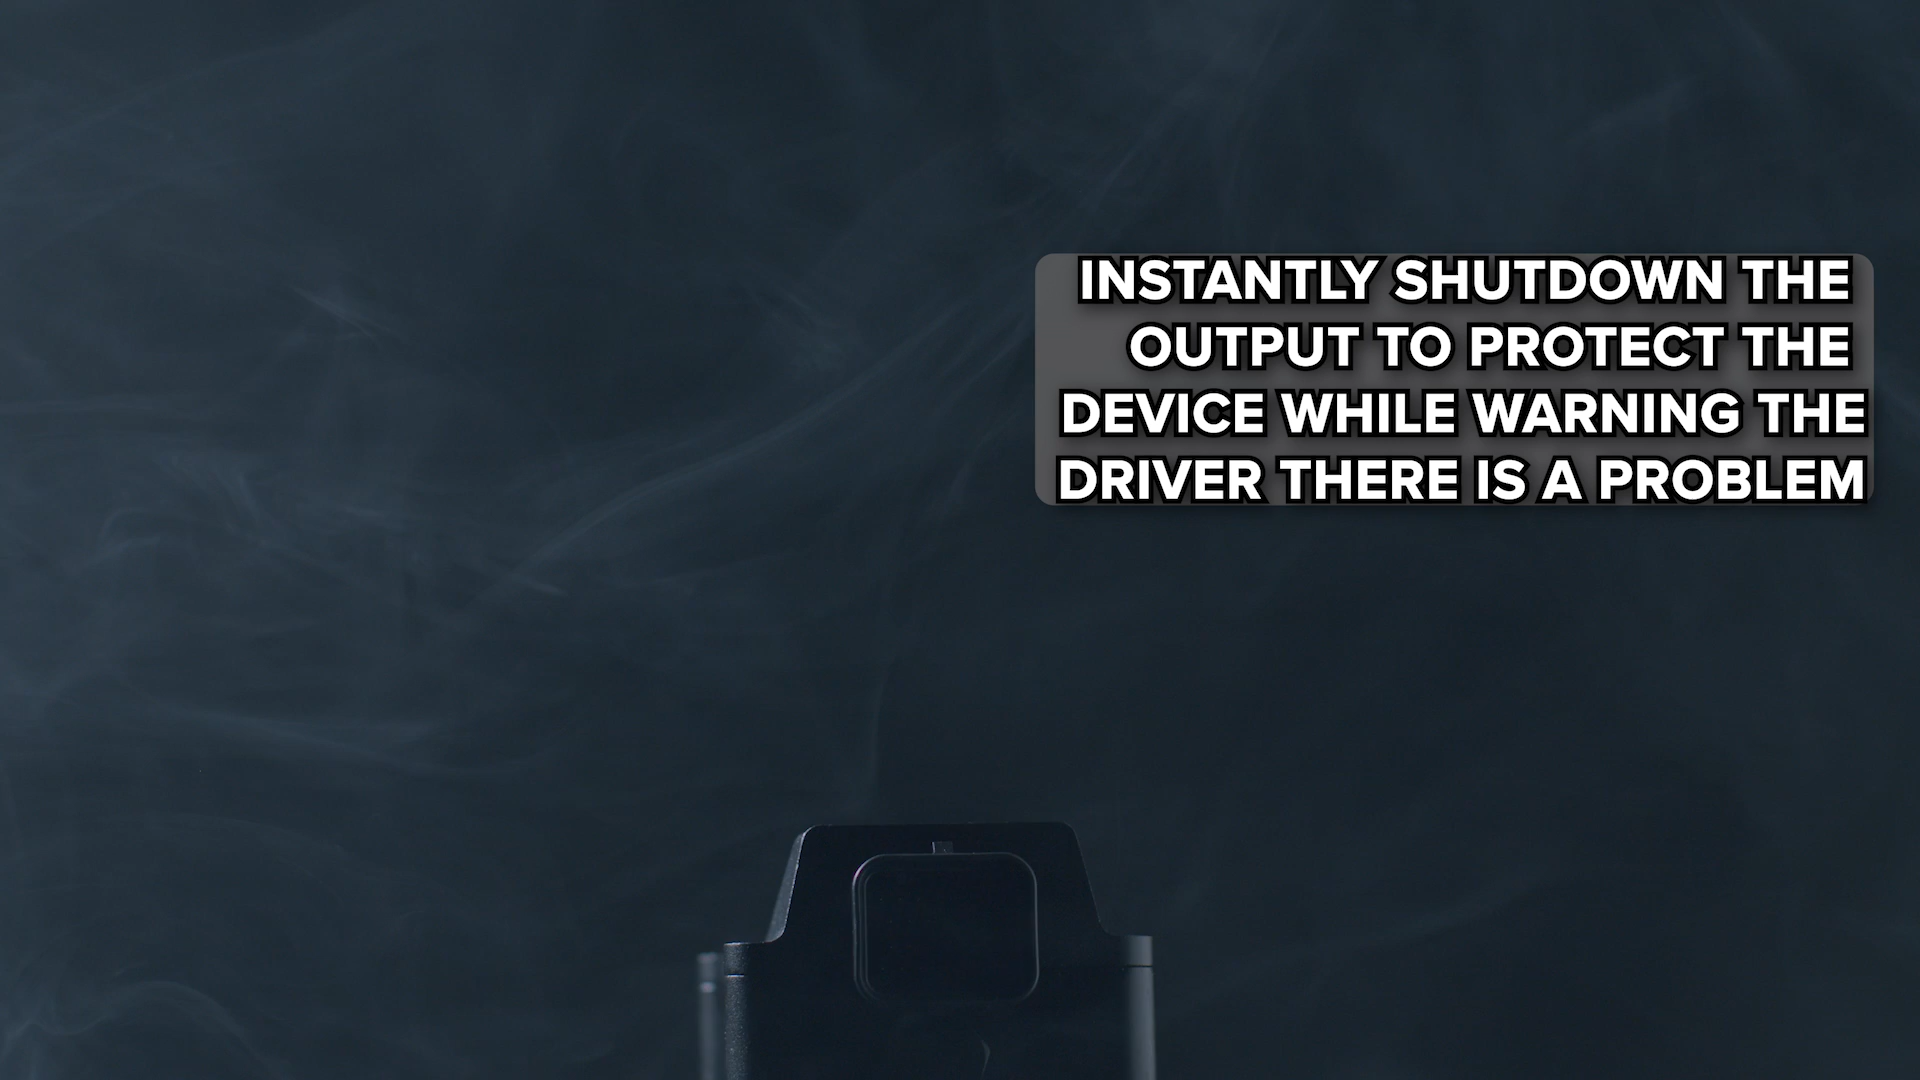 INSTANTLY SHUTDOWN THE
OUTPUT TO PROTECT THE
DEVICE WHILE WARNING THE
DRIVER THERE IS A PROBLEM